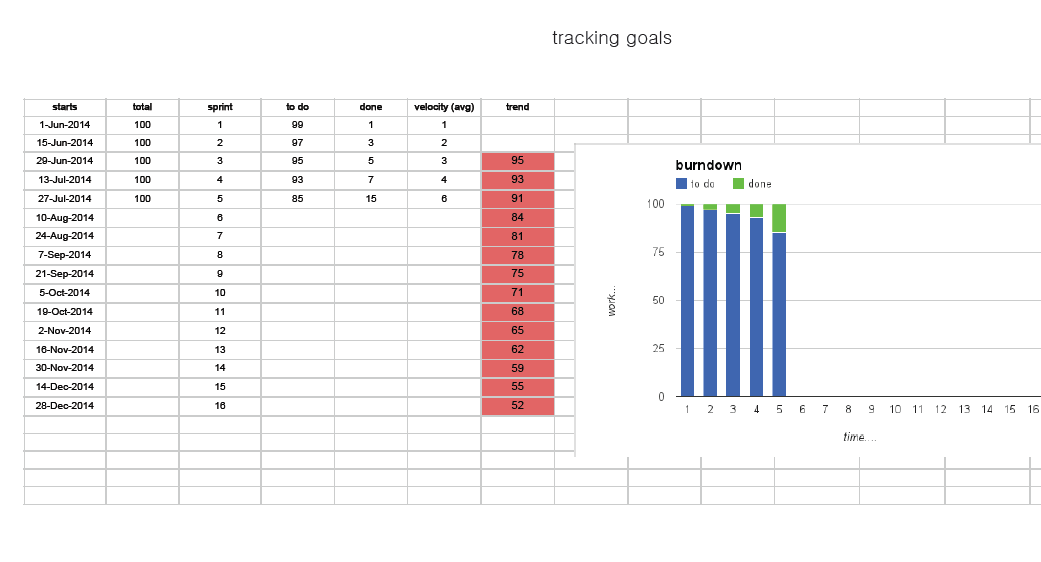 tracking goals
starts total sprint to do done velocity (avg) trend
1-Jun-2014 100 1 99 1 1
15-Jun-2014 100 2 97 3 2
29-Jun-2014 100 3 95 5 3 95
13-Jul-2014 100 4 93 7 4 93
27-Jul-2014 100 5 85 15 6 91
10-Aug-2014 6 84
24-Aug-2014 7 81
7-Sep-2014 8 78
21-Sep-2014 9 75
5-Oct-2014 10 71
19-Oct-2014 11 68
2-Nov-2014 12 65
16-Nov-2014 13 62
30-Nov-2014 14 59
14-Dec-2014 15 55
28-Dec-2014 16 52
burndown
to do done
100
75
50
25
0
work...
1 2 3 4 5 6 7 8 9 10 11 12 13 14 15 16
time....